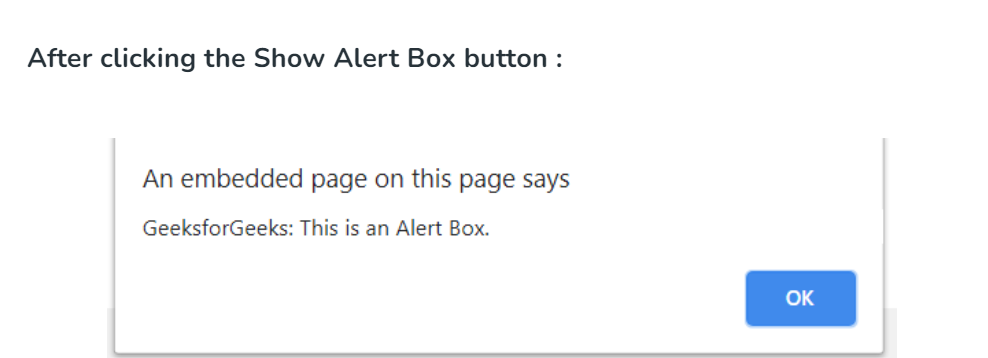 After clicking the Show Alert Box button :
An embedded page on this page says
GeeksforGeeks: This is an Alert Box.
OK